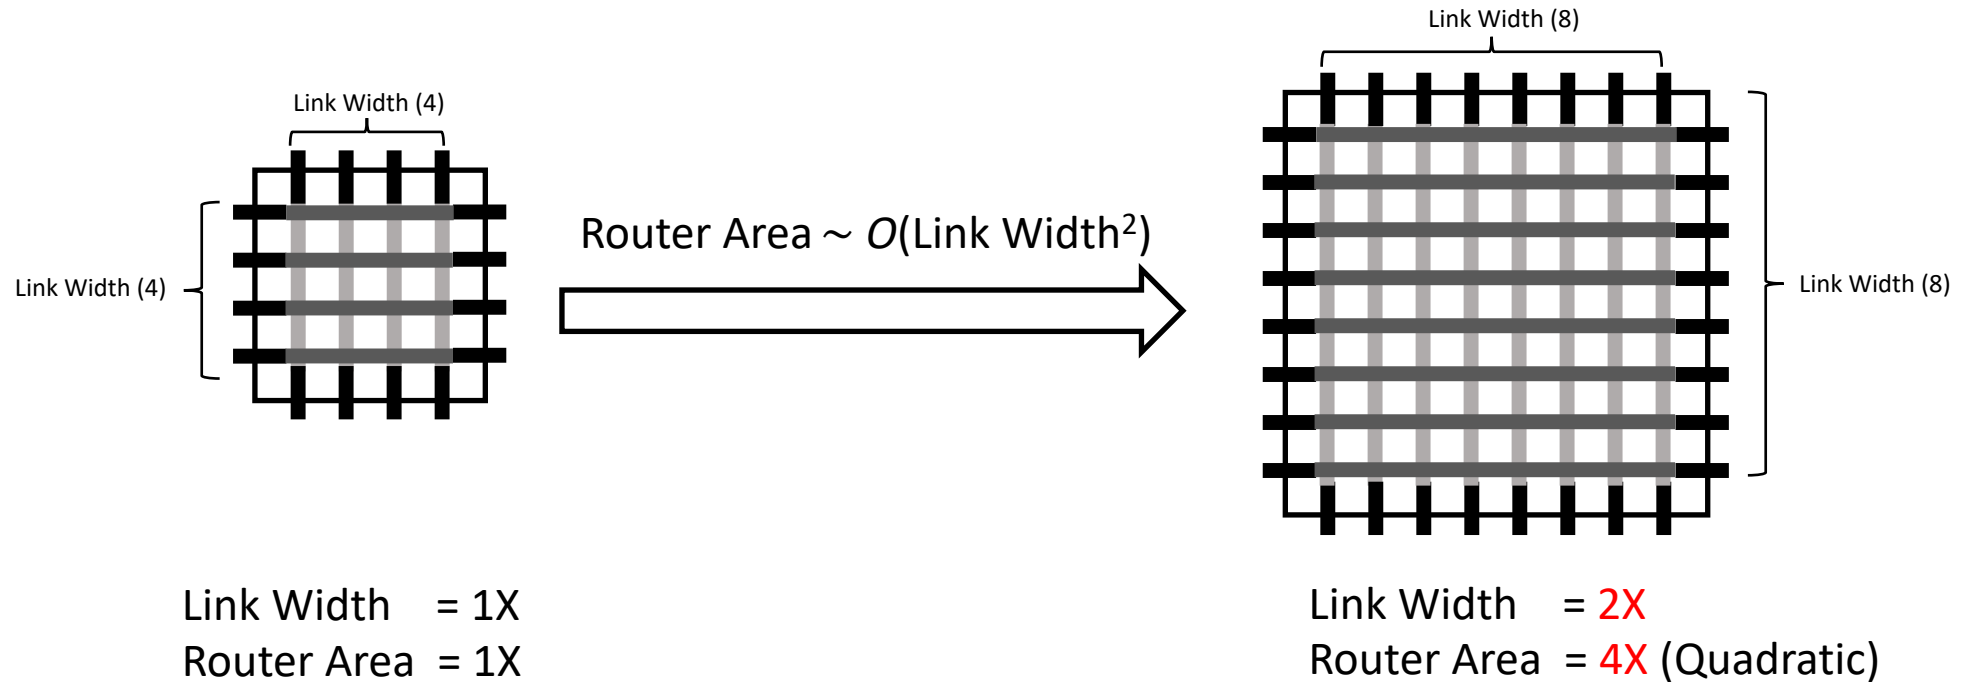 Link Width (8)
Link Width (4)
Router Area ~ O(Link Width²)
Link Width (4)
Link Width (8)
Link Width = 1X
Router Area = 1X
Link Width = 2X
Router Area = 4X (Quadratic)